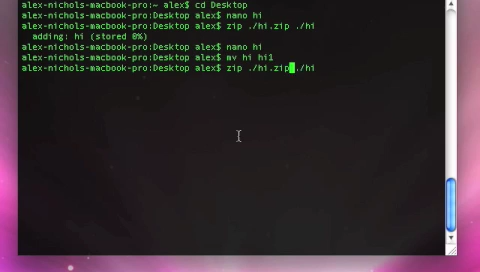 alex-nichols-macbook-pro:~ alex$ cd Desktop
alex-nichols-macbook-pro:Desktop alex$ nano hi
alex-nichols-macbook-pro:Desktop alex$ zip ./hi.zip ./hi
adding: hi (stored 0%)
alex-nichols-macbook-pro:Desktop alex$ nano hi
alex-nichols-macbook-pro:Desktop alex$ mv hi hi1
alex-nichols-macbook-pro:Desktop alex$ zip ./hi.zip ./hi